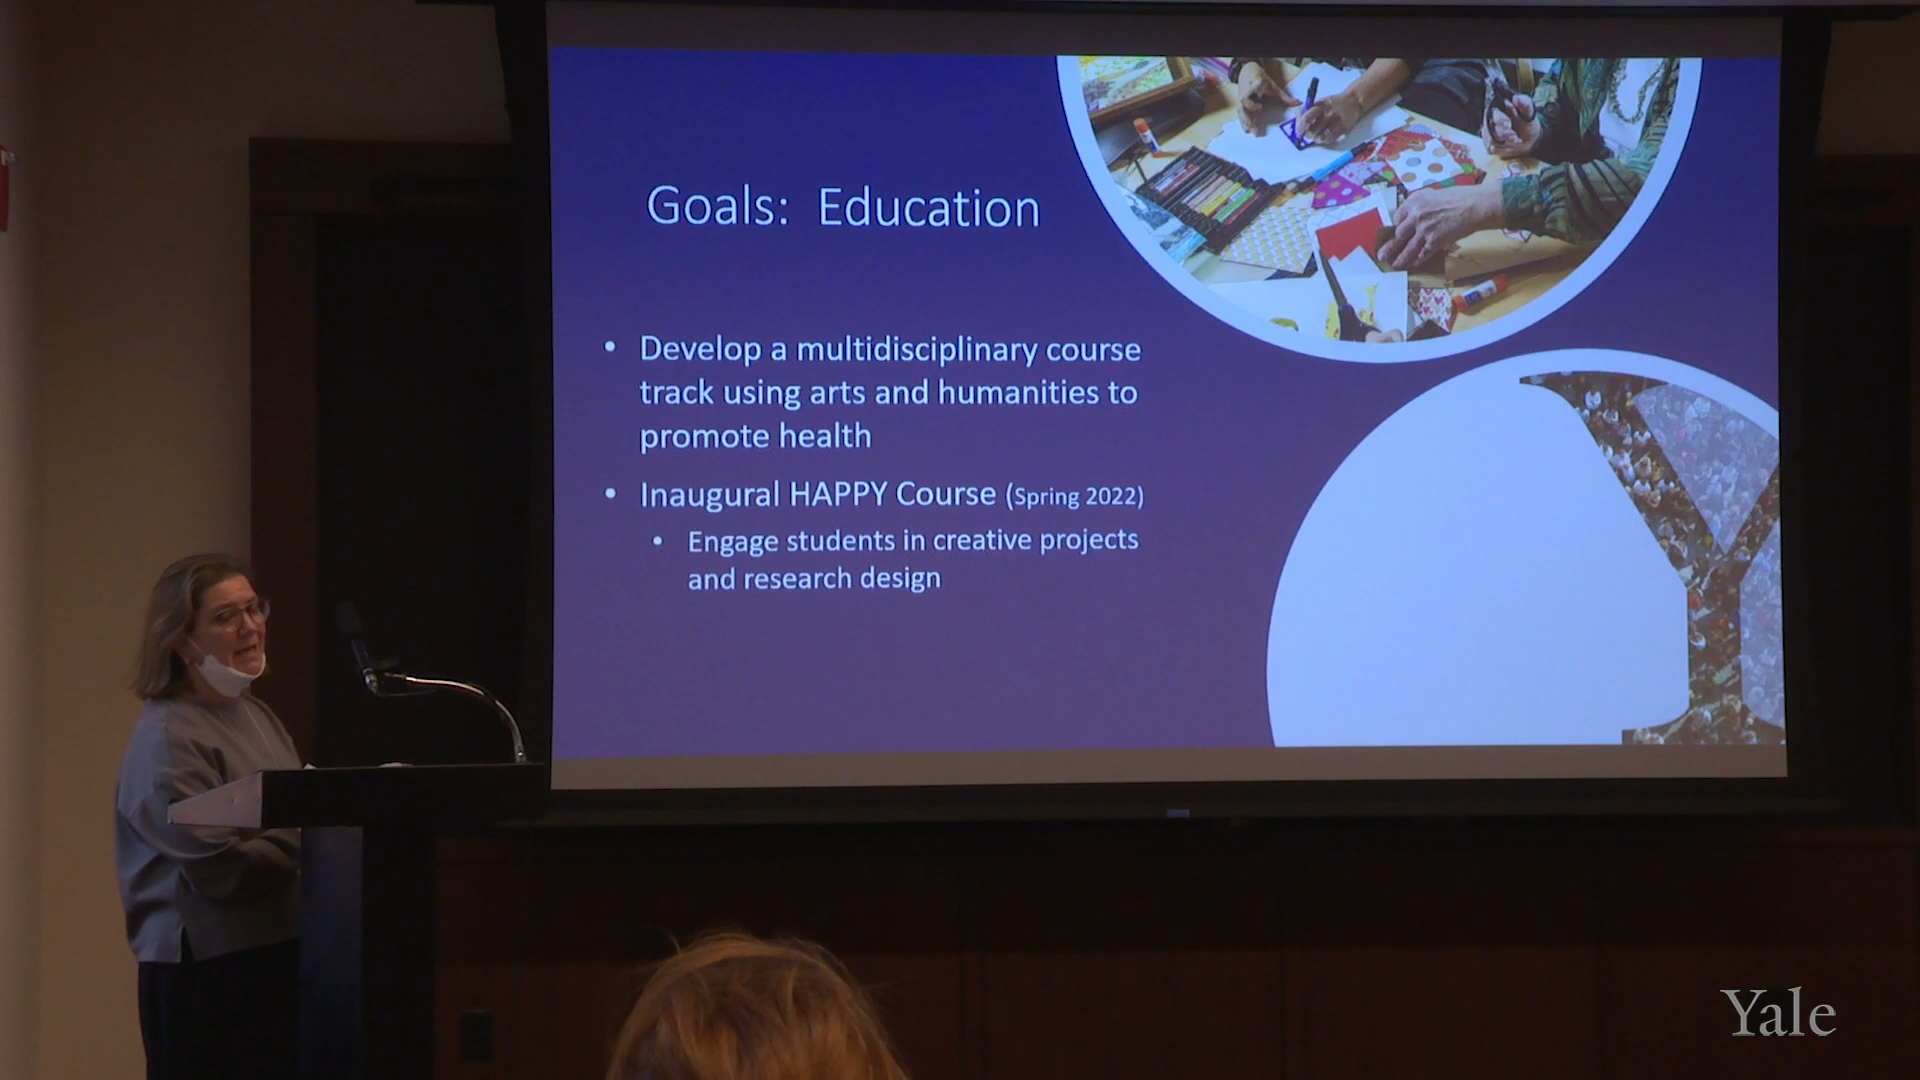 Goals: Education
• Develop a multidisciplinary course
track using arts and humanities to
promote health
• Inaugural HAPPY Course (Spring 2022)
• Engage students in creative projects
and research design
Y
Yale